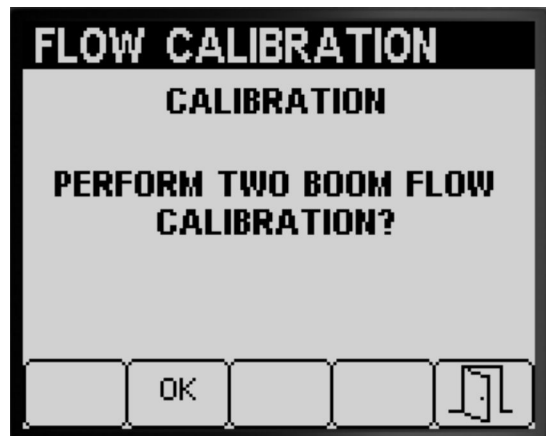 FLOW CALIBRATION
CALIBRATION
PERFORM TWO BOOM FLOW
CALIBRATION?
OK